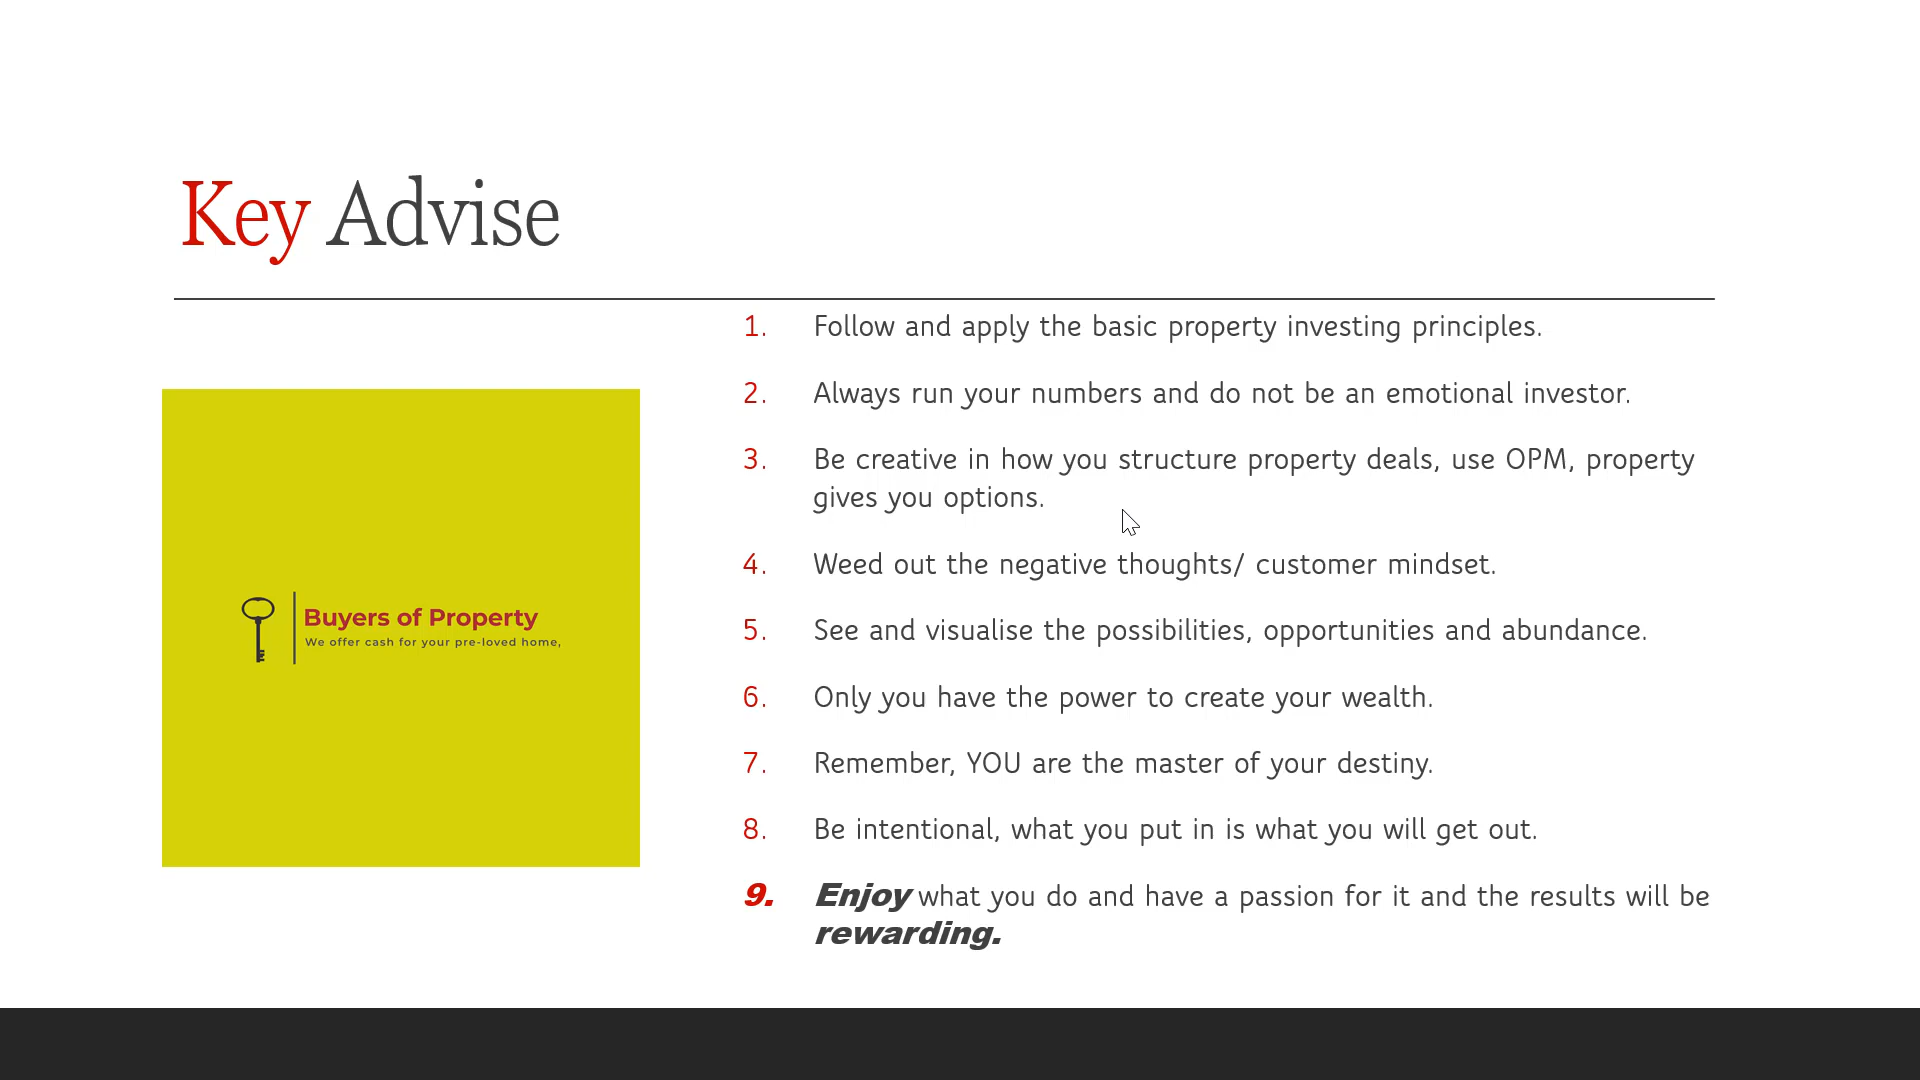 Key Advise
1. Follow and apply the basic property investing principles.
2. Always run your numbers and do not be an emotional investor.
3. Be creative in how you structure property deals, use OPM, property
gives you options.
4. Weed out the negative thoughts/ customer mindset.
5. See and visualise the possibilities, opportunities and abundance.
6. Only you have the power to create your wealth.
7. Remember, YOU are the master of your destiny.
8. Be intentional, what you put in is what you will get out.
9. Enjoy what you do and have a passion for it and the results will be
rewarding.
Buyers of Property
We offer cash for your pre-loved home,